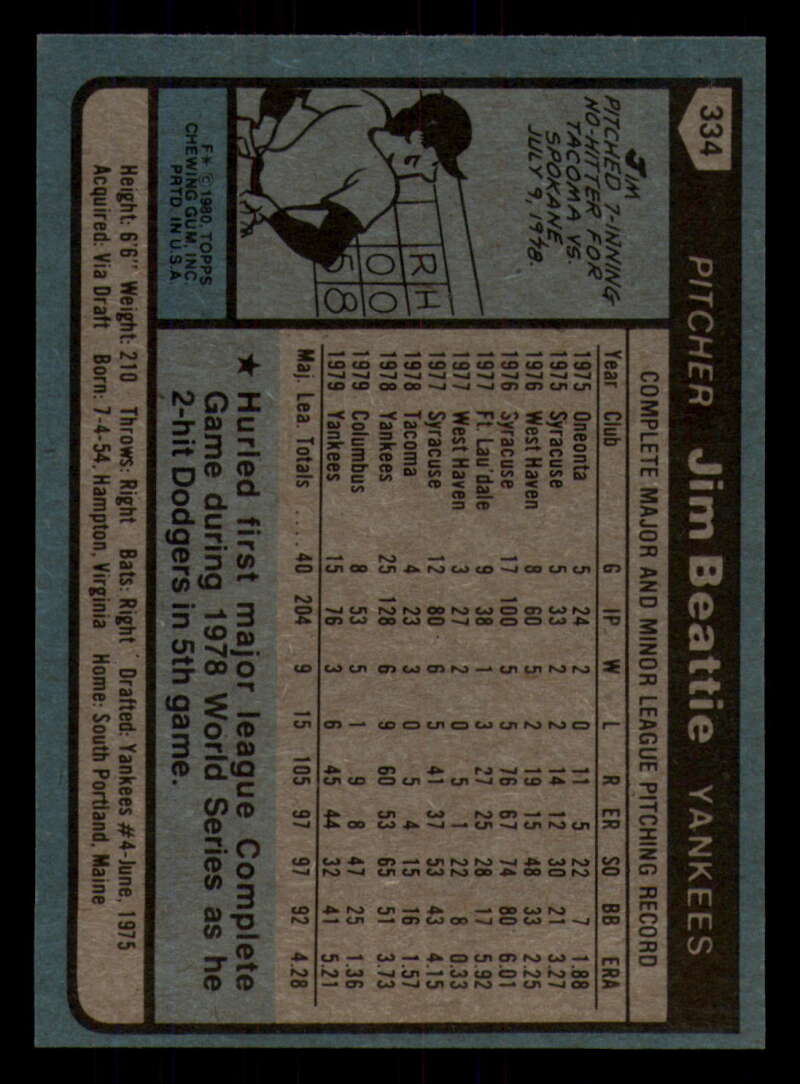 334
PITCHER Jim Beattie YANKEES
JIM
PITCHED 7-INNING
NO-HITTER FOR
TACOMA VS.
SPOKANE,
JULY 9, 1978.
R H
0 0
5 8
F* © 1980, TOPPS
CHEWING GUM, INC.
PRTD. IN U.S.A.
COMPLETE MAJOR AND MINOR LEAGUE PITCHING RECORD
Year Club G IP W L R ER SO BB ERA
1975 Oneonta 5 24 2 0 11 5 22 7 1.88
1975 Syracuse 5 33 2 2 14 12 30 21 3.27
1976 West Haven 8 60 5 2 19 15 48 33 2.25
1976 Syracuse 17 100 5 5 76 67 74 80 6.01
1977 Ft. Lau'dale 9 38 1 3 27 25 28 17 5.92
1977 West Haven 3 27 2 0 5 1 22 8 0.33
1977 Syracuse 12 80 6 5 41 37 53 43 4.15
1978 Tacoma 4 23 3 0 5 4 15 16 1.57
1978 Yankees 25 128 6 9 60 53 65 51 3.73
1979 Columbus 8 53 5 1 9 8 47 25 1.36
1979 Yankees 15 76 3 6 45 44 32 41 5.21
Maj. Lea. Totals .... 40 204 9 15 105 97 97 92 4.28
★ Hurled first major league Complete
Game during 1978 World Series as he
2-hit Dodgers in 5th game.
Height: 6'6" Weight: 210 Throws: Right Bats: Right Drafted: Yankees #4-June, 1975
Acquired: Via Draft Born: 7-4-54, Hampton, Virginia Home: South Portland, Maine